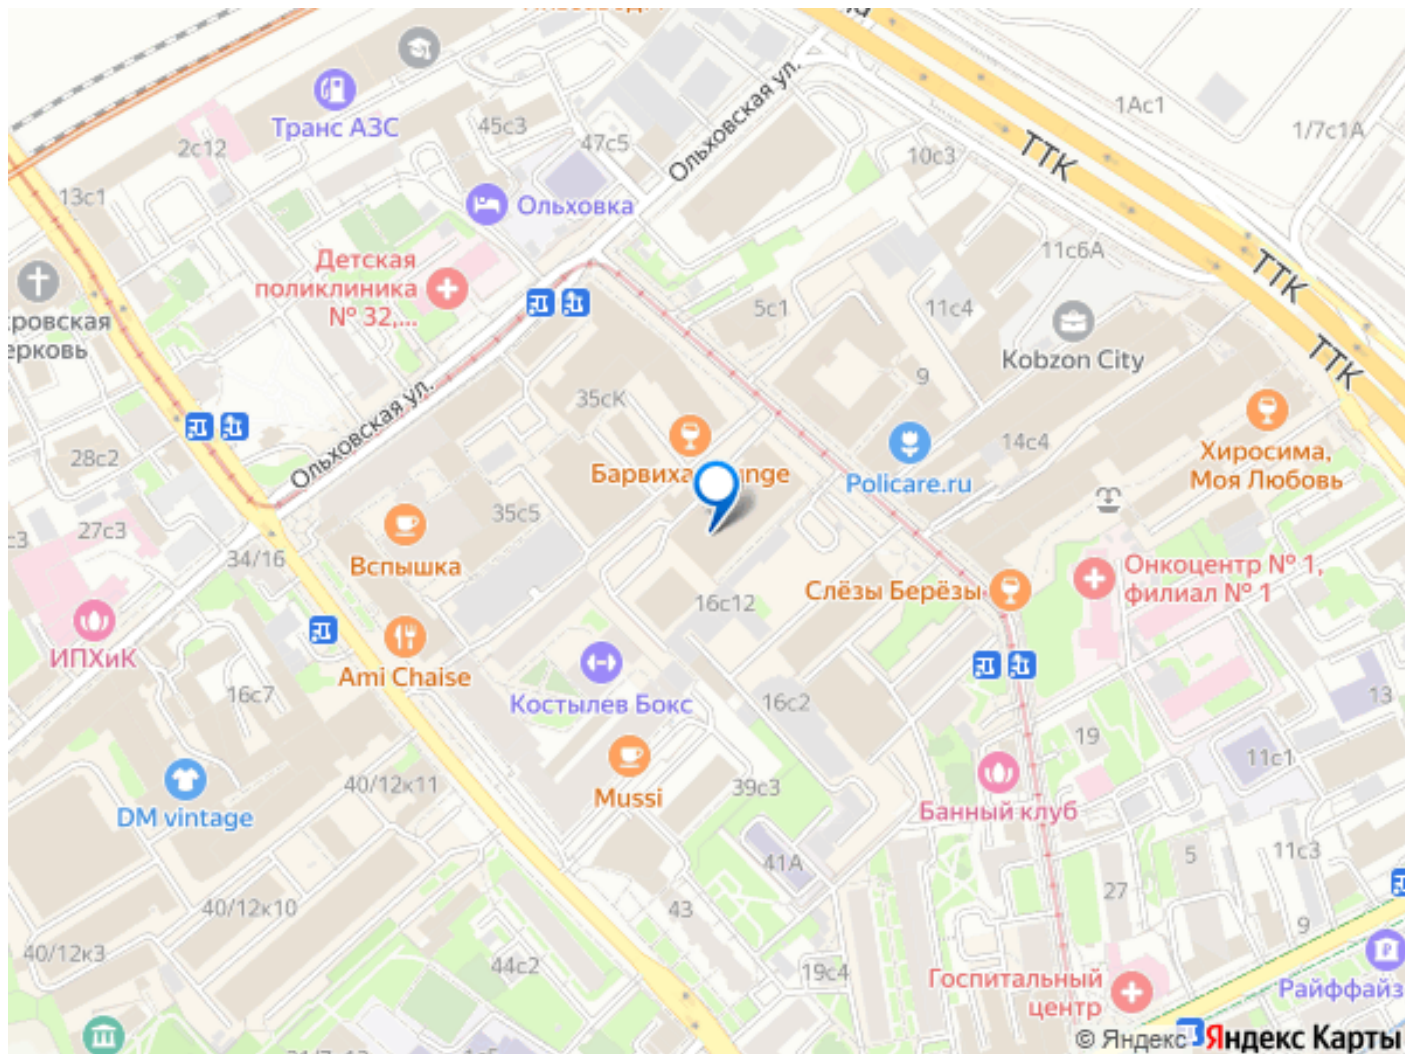 Транс АЗС
45с3
2с12
47с5
Ольховская ул.
1Ас1
1/7с1А
ТТК
10с3
13с1
Ольховка
11с6А
ТТК
Детская
поликлиника
№ 32,...
5с1
11с4
ровская
ерковь
Kobzon City
ТТК
9
35сК
Ольховская ул.
14с4
Хиросима,
Моя Любовь
28с2
Барвиха
nge
Policare.ru
35с5
27с3
с3
34/16
Вспышка
Онкоцентр № 1,
филиал № 1
Слёзы Берёзы
16с12
ИПХиК
Ami Chaise
16с7
Костылев Бокс
16с2
13
19
11с1
40/12к11
39с3
Mussi
DM vintage
Банный клуб
41А
5
11с3
27
40/12к10
43
9
40/12к3
44с2
19с4
Госпитальный
центр
Райффайз
© Яндекс
Яндекс Карты